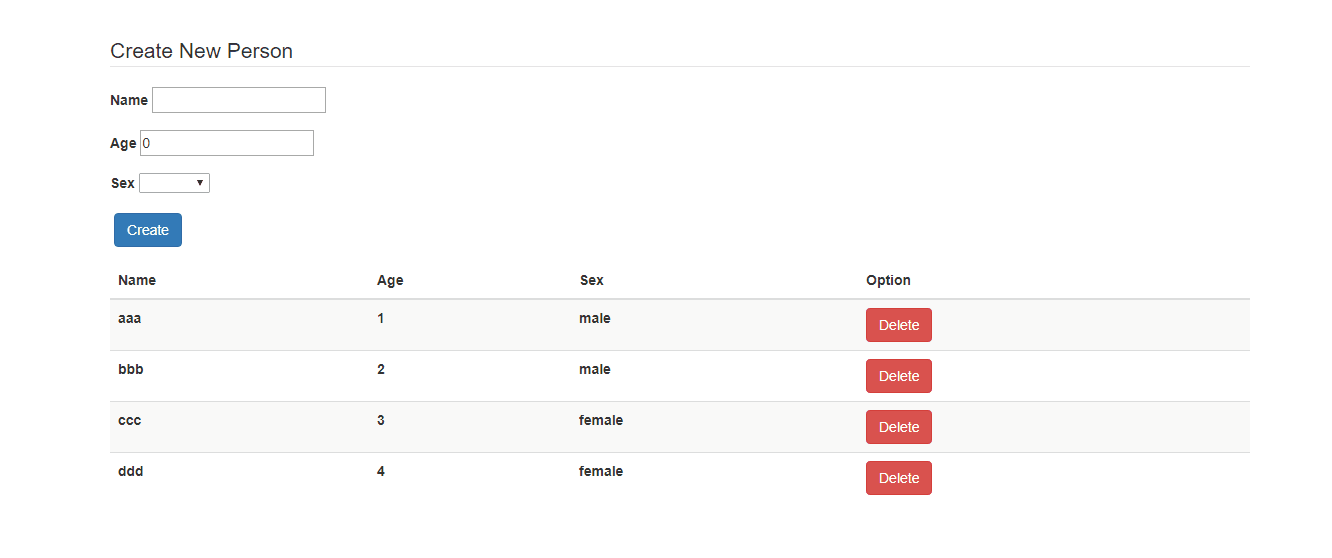 Create New Person
Name
Age 0
Sex
Create
Name Age Sex Option
aaa 1 male Delete
bbb 2 male Delete
ccc 3 female Delete
ddd 4 female Delete